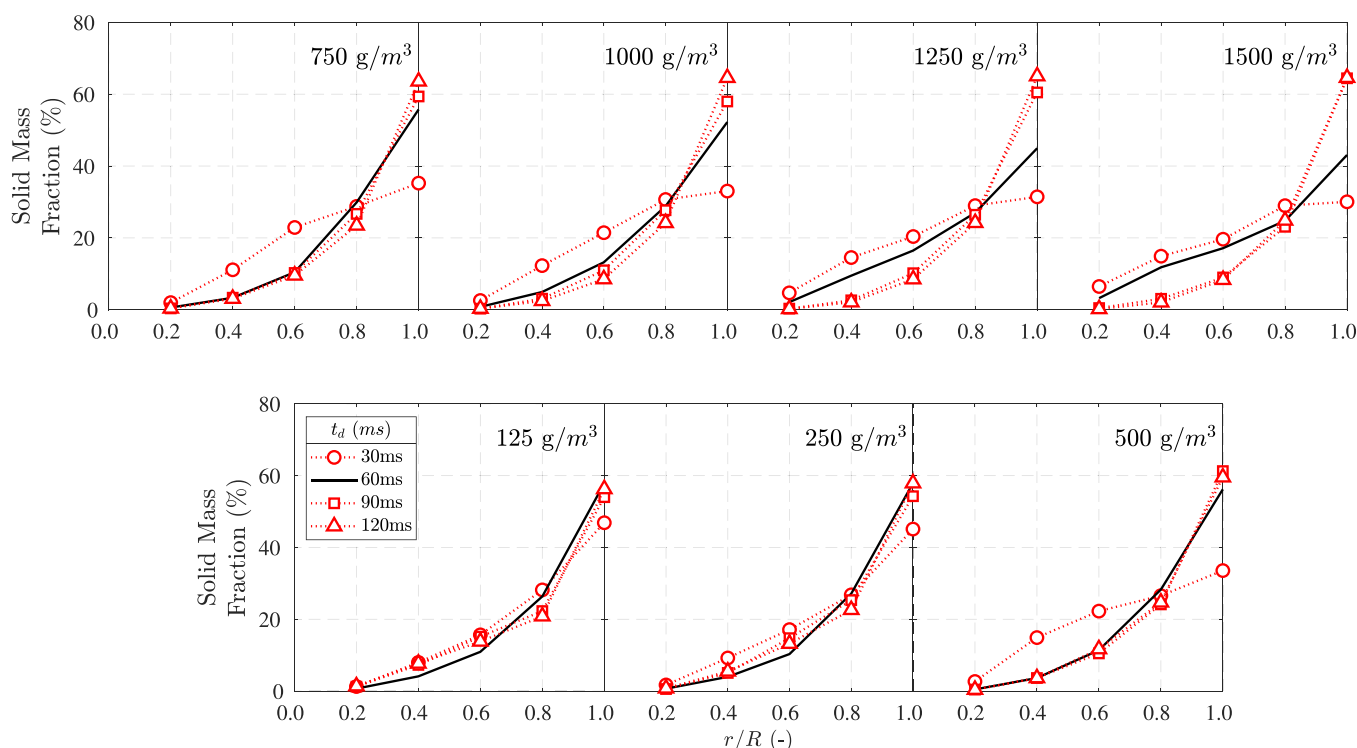 80
60
40
20
0
Solid Mass
Fraction (%)
750 g/m³
1000 g/m³
1250 g/m³
1500 g/m³
0.0 0.2 0.4 0.6 0.8 1.0 0.2 0.4 0.6 0.8 1.0 0.2 0.4 0.6 0.8 1.0 0.2 0.4 0.6 0.8 1.0
80
60
40
20
0
Solid Mass
Fraction (%)
t_d (ms)
30ms
60ms
90ms
120ms
125 g/m³
250 g/m³
500 g/m³
0.0 0.2 0.4 0.6 0.8 1.0 0.2 0.4 0.6 0.8 1.0 0.2 0.4 0.6 0.8 1.0
r/R (-)